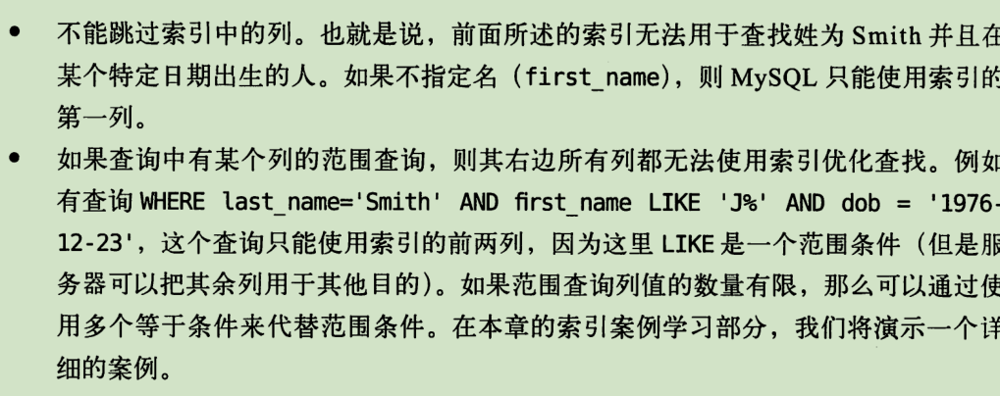 • 不能跳过索引中的列。也就是说，前面所述的索引无法用于查找姓为 Smith 并且在
某个特定日期出生的人。如果不指定名（first_name），则 MySQL 只能使用索引的
第一列。
• 如果查询中有某个列的范围查询，则其右边所有列都无法使用索引优化查找。例如
有查询 WHERE last_name='Smith' AND first_name LIKE 'J%' AND dob = '1976-
12-23'，这个查询只能使用索引的前两列，因为这里 LIKE 是一个范围条件（但是服
务器可以把其余列用于其他目的）。如果范围查询列值的数量有限，那么可以通过使
用多个等于条件来代替范围条件。在本章的索引案例学习部分，我们将演示一个详
细的案例。